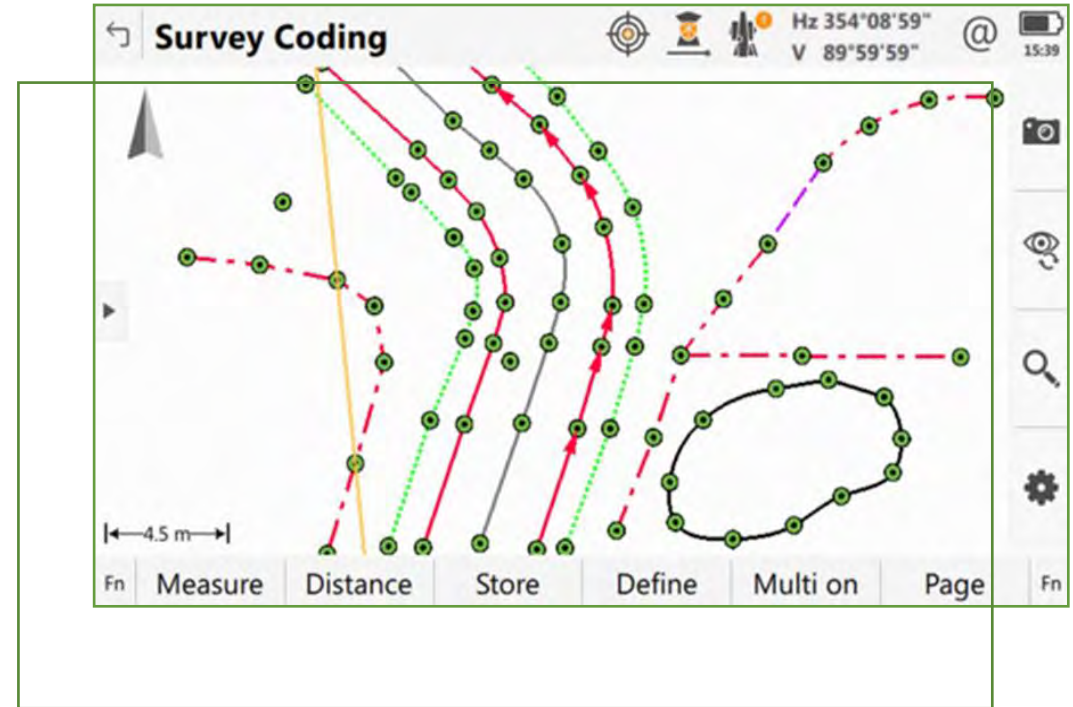 Survey Coding
Hz 354°08'59"
V 89°59'59"
@
15:39
4.5 m
Fn Measure Distance Store Define Multi on Page Fn